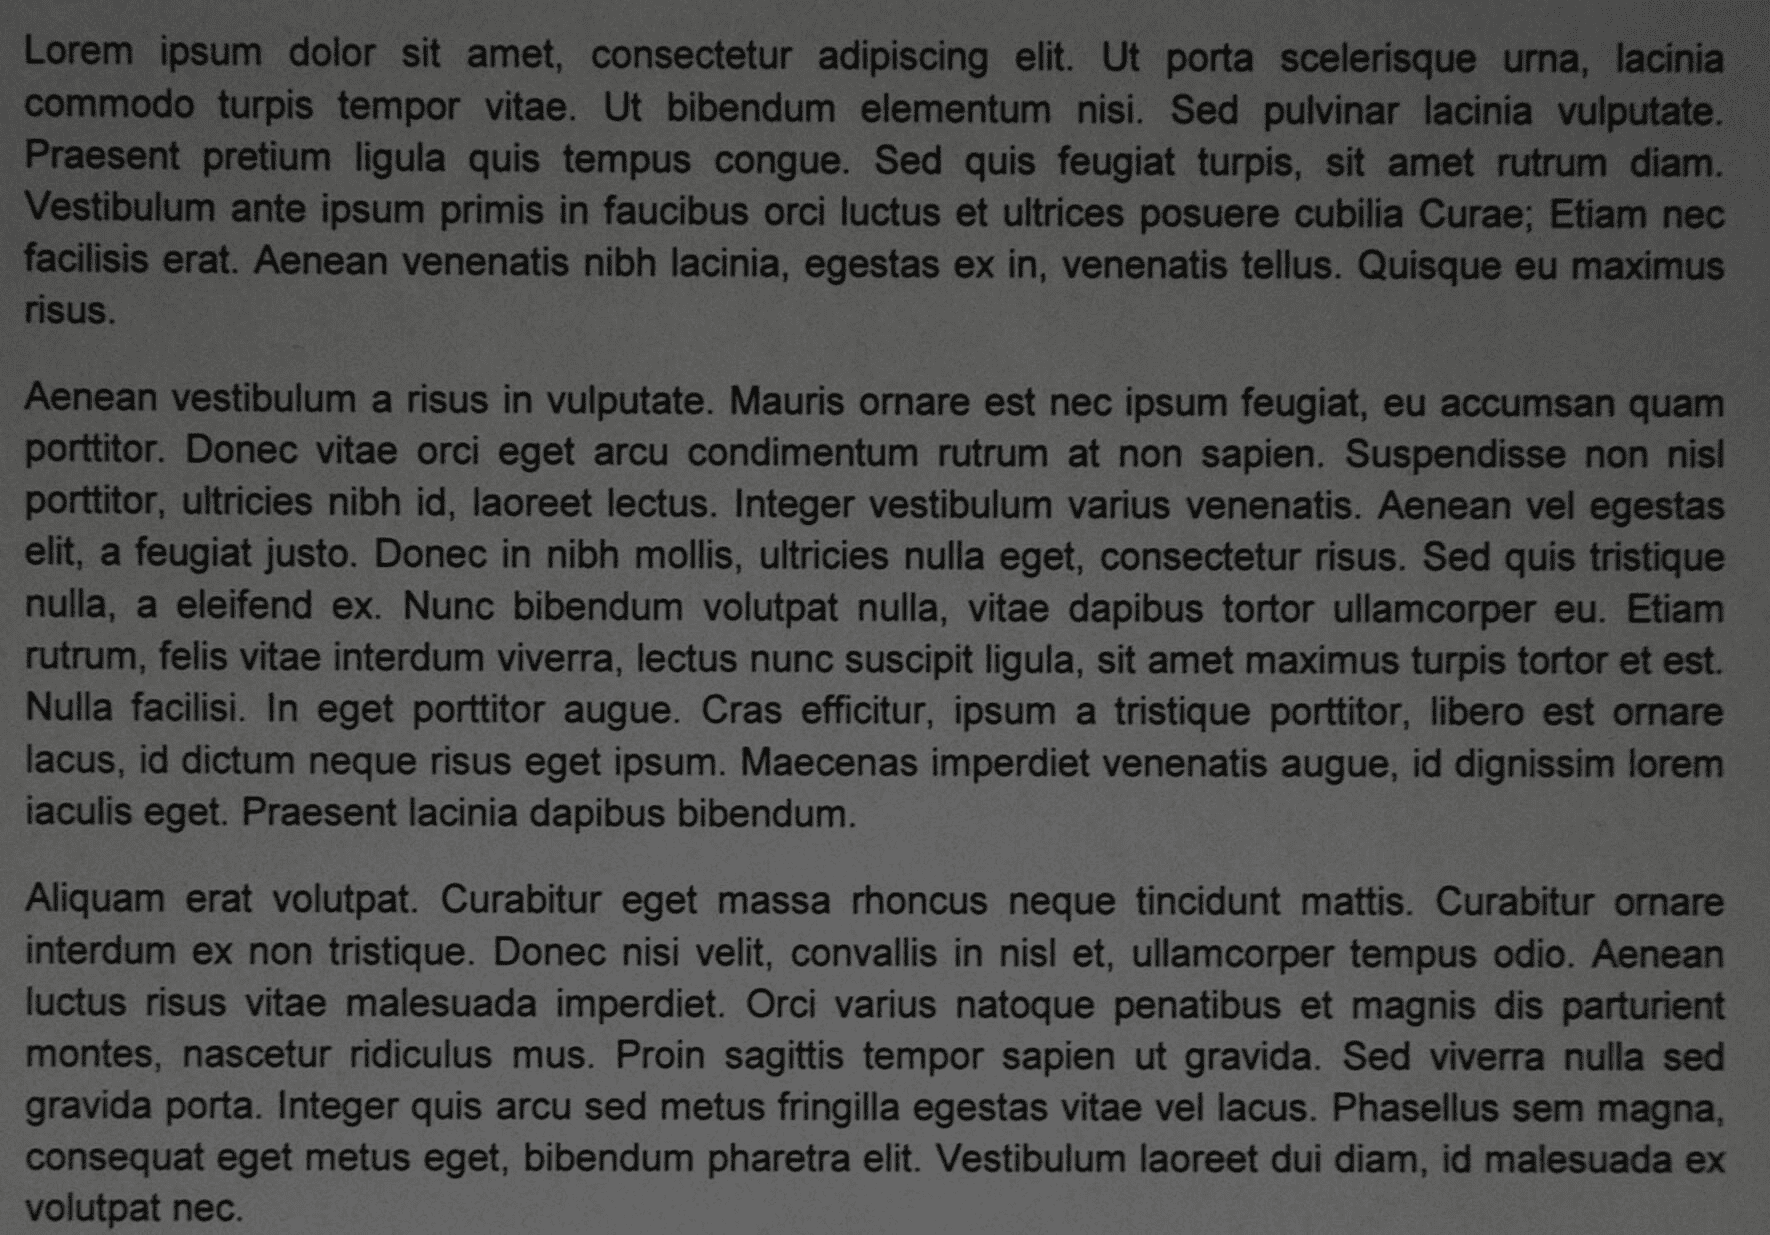 Lorem ipsum dolor sit amet, consectetur adipiscing elit. Ut porta scelerisque urna, lacinia
commodo turpis tempor vitae. Ut bibendum elementum nisi. Sed pulvinar lacinia vulputate.
Praesent pretium ligula quis tempus congue. Sed quis feugiat turpis, sit amet rutrum diam.
Vestibulum ante ipsum primis in faucibus orci luctus et ultrices posuere cubilia Curae; Etiam nec
facilisis erat. Aenean venenatis nibh lacinia, egestas ex in, venenatis tellus. Quisque eu maximus
risus.
Aenean vestibulum a risus in vulputate. Mauris ornare est nec ipsum feugiat, eu accumsan quam
porttitor. Donec vitae orci eget arcu condimentum rutrum at non sapien. Suspendisse non nisl
porttitor, ultricies nibh id, laoreet lectus. Integer vestibulum varius venenatis. Aenean vel egestas
elit, a feugiat justo. Donec in nibh mollis, ultricies nulla eget, consectetur risus. Sed quis tristique
nulla, a eleifend ex. Nunc bibendum volutpat nulla, vitae dapibus tortor ullamcorper eu. Etiam
rutrum, felis vitae interdum viverra, lectus nunc suscipit ligula, sit amet maximus turpis tortor et est.
Nulla facilisi. In eget porttitor augue. Cras efficitur, ipsum a tristique porttitor, libero est ornare
lacus, id dictum neque risus eget ipsum. Maecenas imperdiet venenatis augue, id dignissim lorem
iaculis eget. Praesent lacinia dapibus bibendum.
Aliquam erat volutpat. Curabitur eget massa rhoncus neque tincidunt mattis. Curabitur ornare
interdum ex non tristique. Donec nisi velit, convallis in nisl et, ullamcorper tempus odio. Aenean
luctus risus vitae malesuada imperdiet. Orci varius natoque penatibus et magnis dis parturient
montes, nascetur ridiculus mus. Proin sagittis tempor sapien ut gravida. Sed viverra nulla sed
gravida porta. Integer quis arcu sed metus fringilla egestas vitae vel lacus. Phasellus sem magna,
consequat eget metus eget, bibendum pharetra elit. Vestibulum laoreet dui diam, id malesuada ex
volutpat nec.